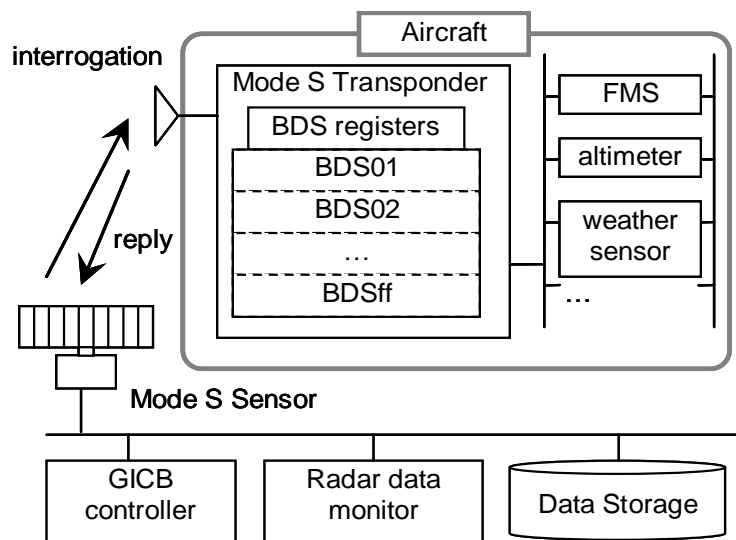 Aircraft
interrogation
Mode S Transponder
BDS registers
BDS01
BDS02
...
BDSff
FMS
altimeter
weather
sensor
...
reply
Mode S Sensor
GICB
controller
Radar data
monitor
Data Storage